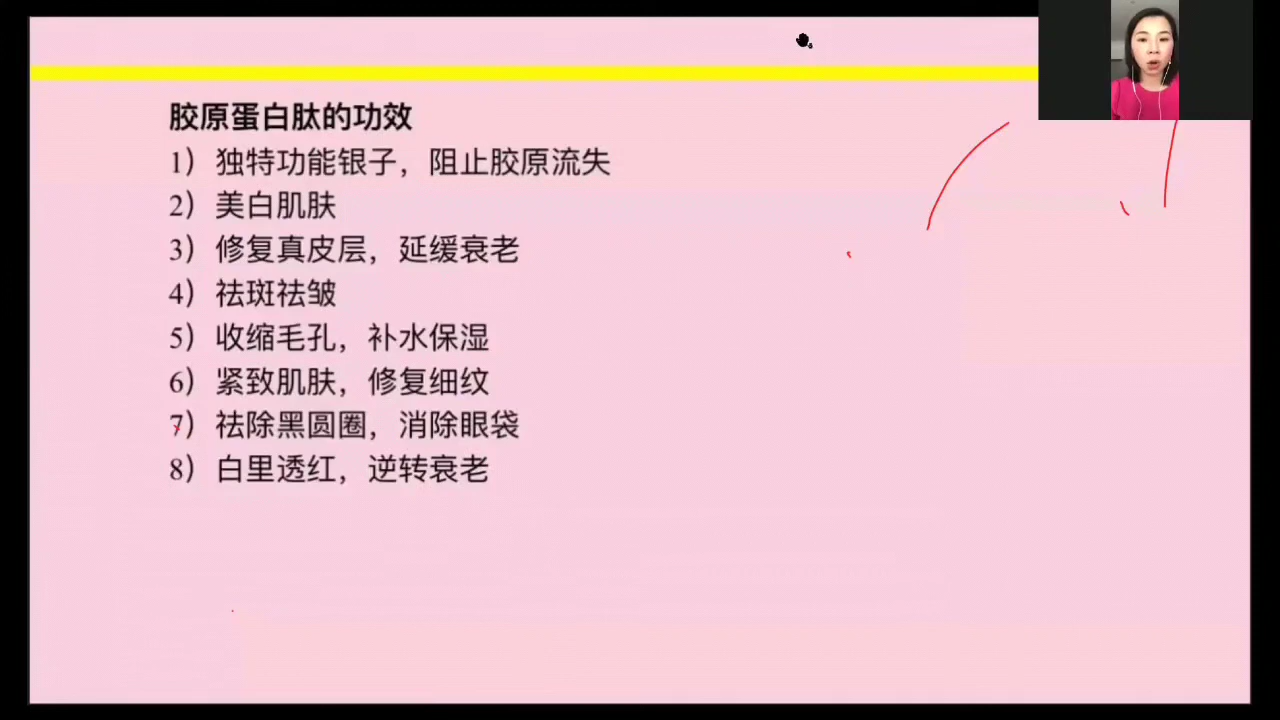 胶原蛋白肽的功效
1）独特功能银子，阻止胶原流失
2）美白肌肤
3）修复真皮层，延缓衰老
4）祛斑祛皱
5）收缩毛孔，补水保湿
6）紧致肌肤，修复细纹
7）祛除黑圆圈，消除眼袋
8）白里透红，逆转衰老